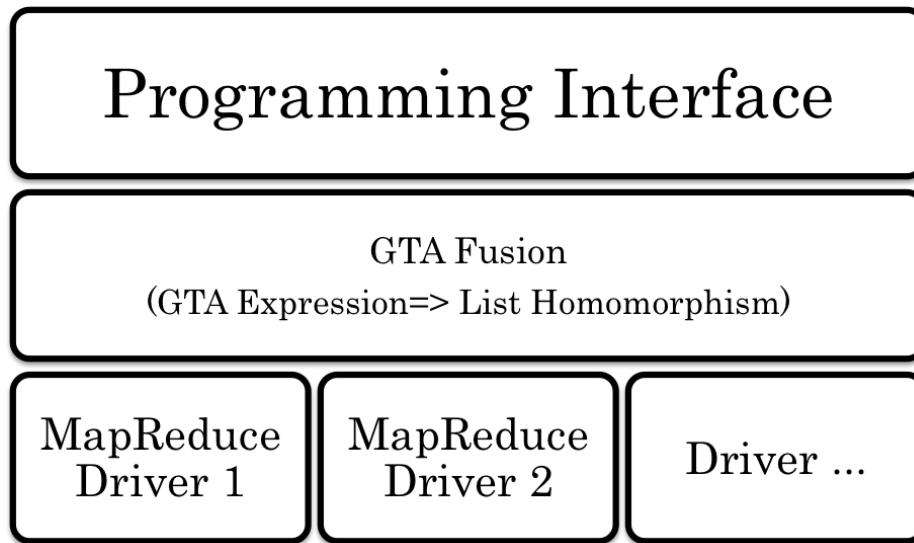 Programming Interface
GTA Fusion
(GTA Expression=> List Homomorphism)
MapReduce
Driver 1
MapReduce
Driver 2
Driver ...